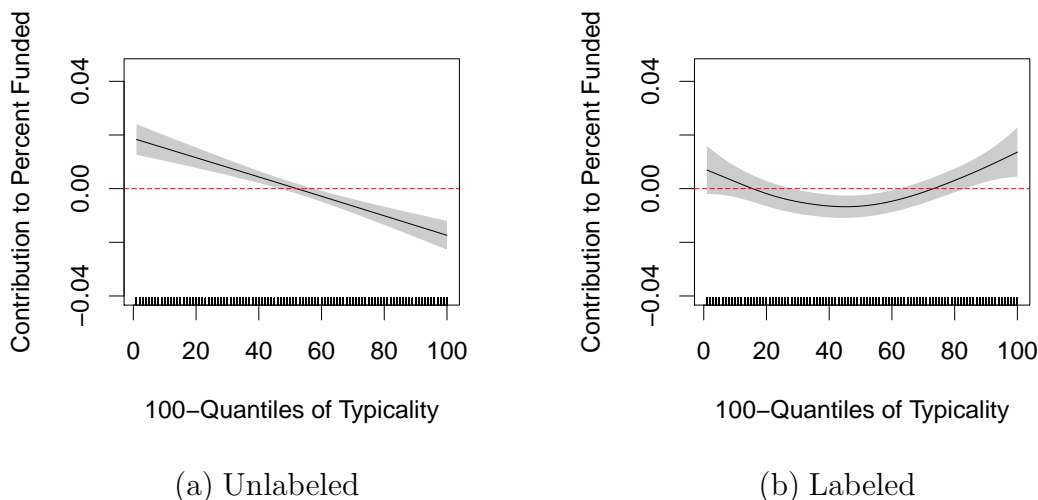 Contribution to Percent Funded
0.04
0.00
−0.04
0 20 40 60 80 100
100−Quantiles of Typicality
(a) Unlabeled
Contribution to Percent Funded
0.04
0.00
−0.04
0 20 40 60 80 100
100−Quantiles of Typicality
(b) Labeled